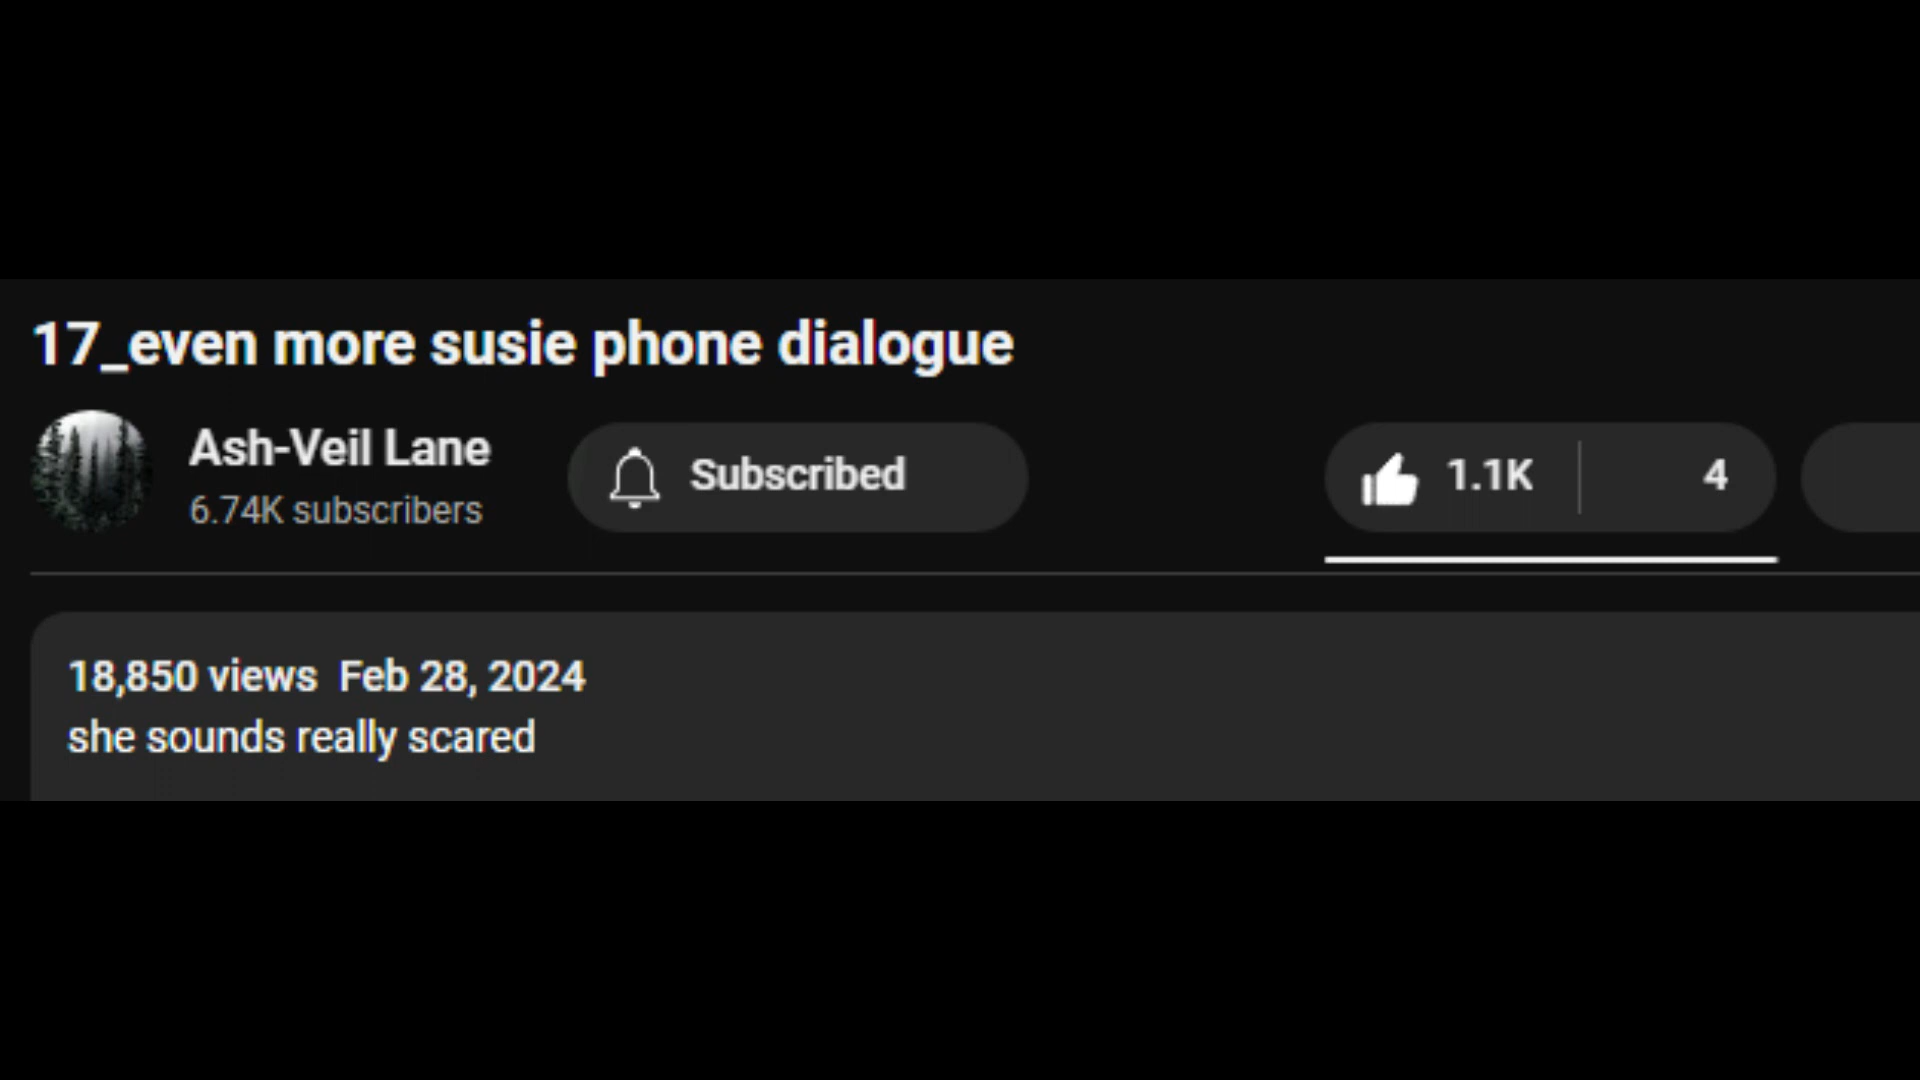 17_even more susie phone dialogue
Ash-Veil Lane
6.74K subscribers
Subscribed
1.1K
4
18,850 views Feb 28, 2024
she sounds really scared